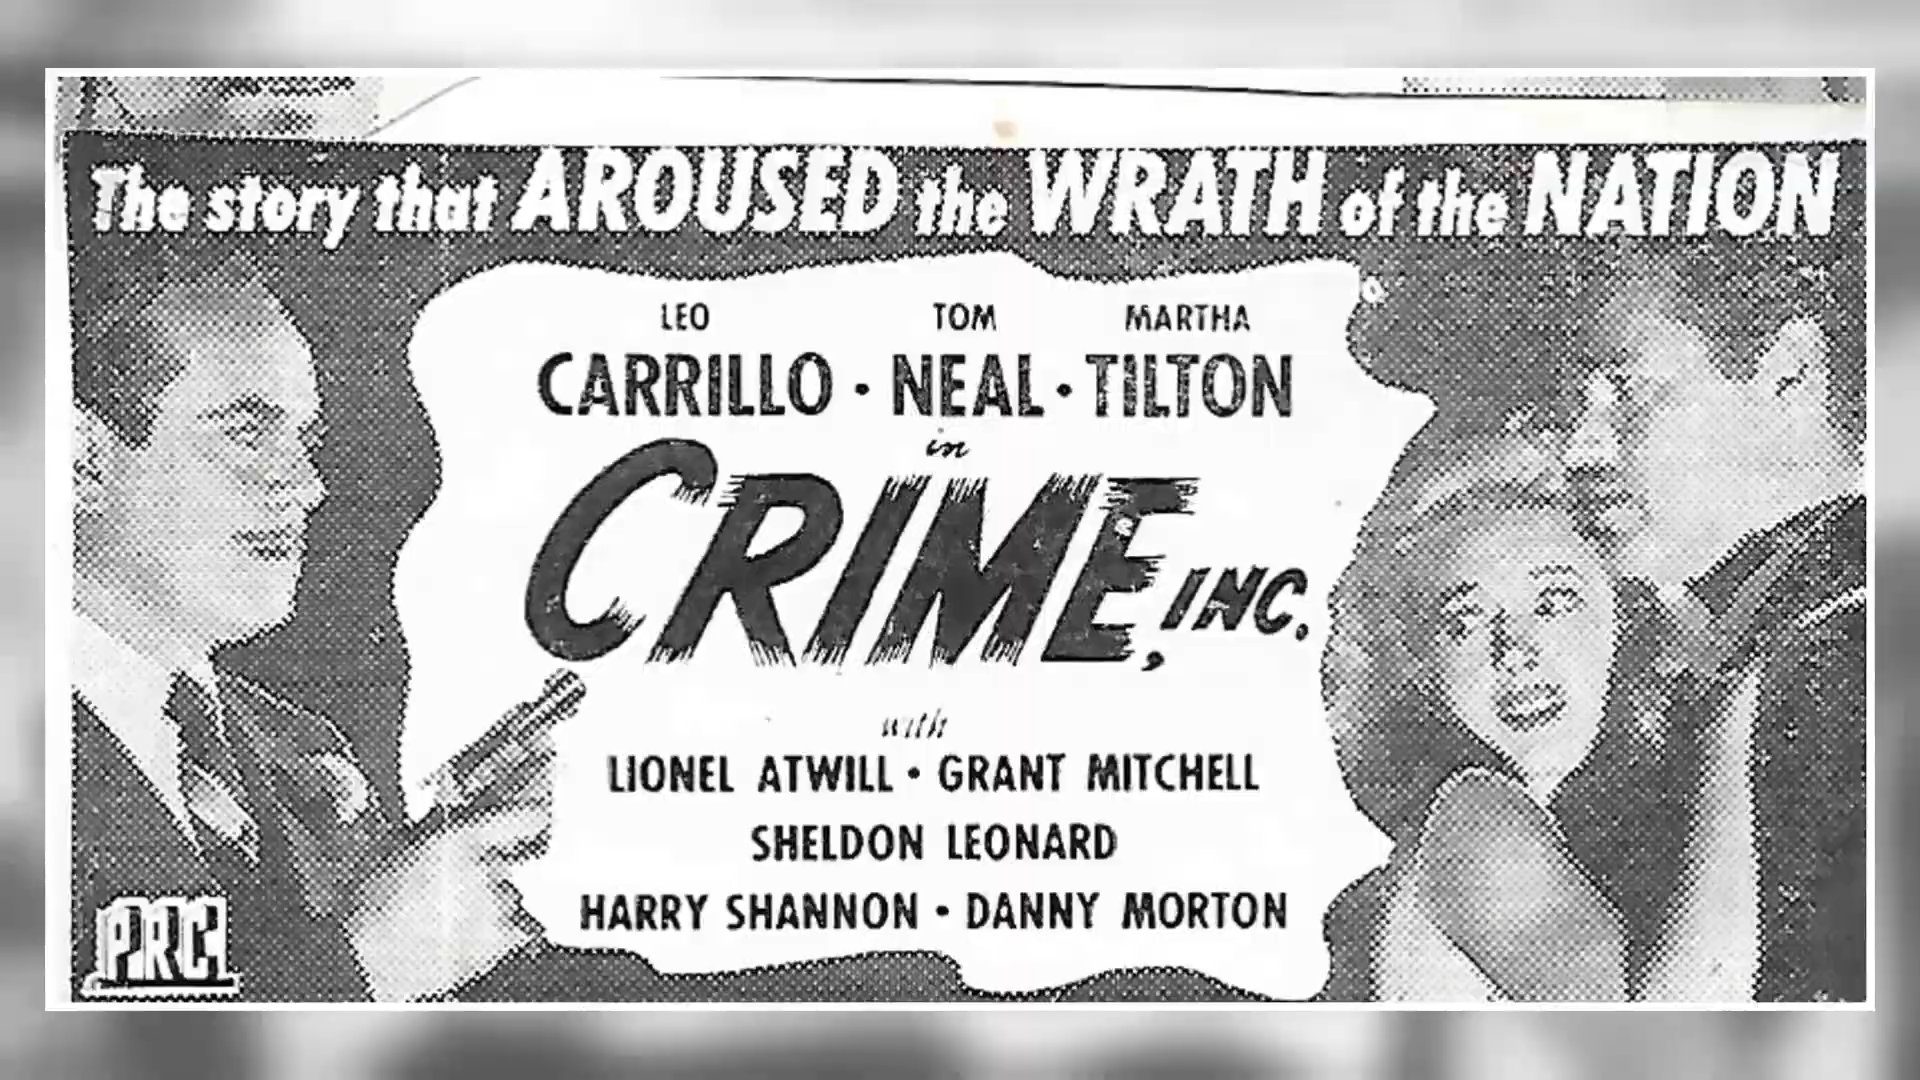 The story that AROUSED the WRATH of the NATION
LEO TOM MARTHA
CARRILLO • NEAL • TILTON
in
CRIME, INC.
with
LIONEL ATWILL • GRANT MITCHELL
SHELDON LEONARD
HARRY SHANNON • DANNY MORTON
PRC